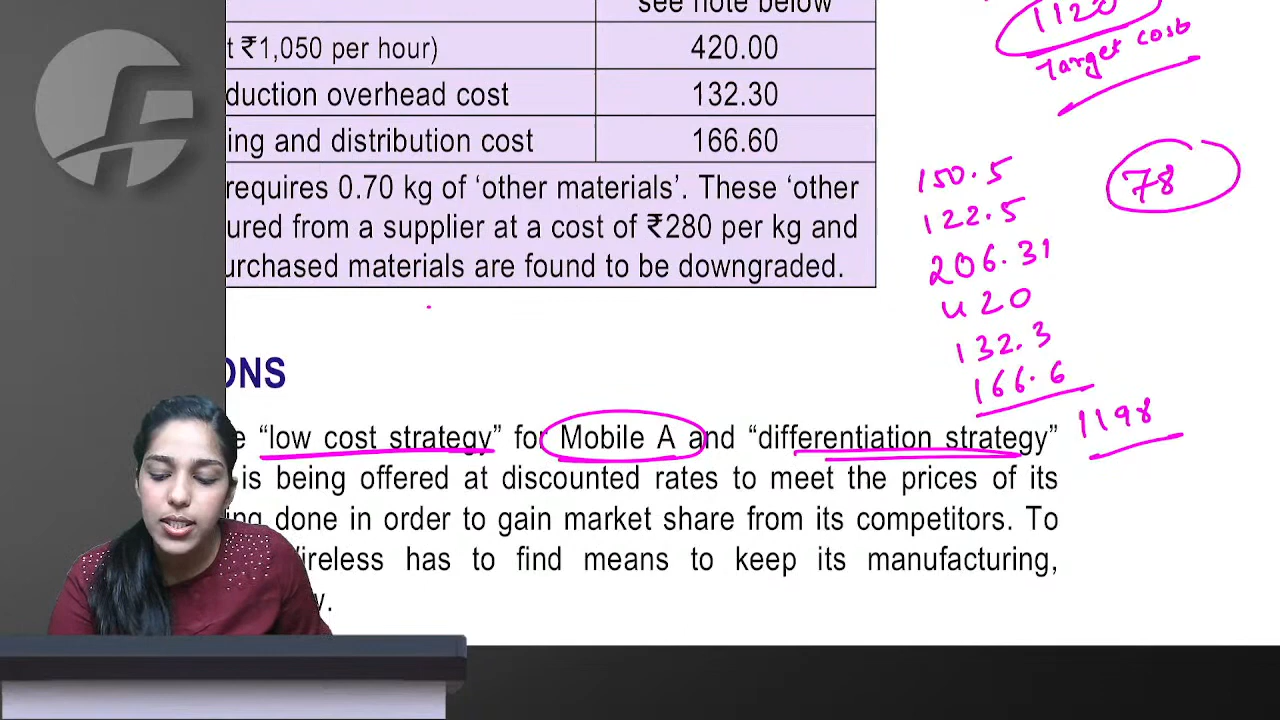 see note below
1120
Target cost
t ₹1,050 per hour)
420.00
duction overhead cost
132.30
ing and distribution cost
166.60
requires 0.70 kg of ‘other materials’. These ‘other
ured from a supplier at a cost of ₹280 per kg and
urchased materials are found to be downgraded.
150.5
122.5
206.31
420
132.3
166.6
1198
78
ONS
e “low cost strategy” for Mobile A and “differentiation strategy”
is being offered at discounted rates to meet the prices of its
ing done in order to gain market share from its competitors. To
ireless has to find means to keep its manufacturing,
y.